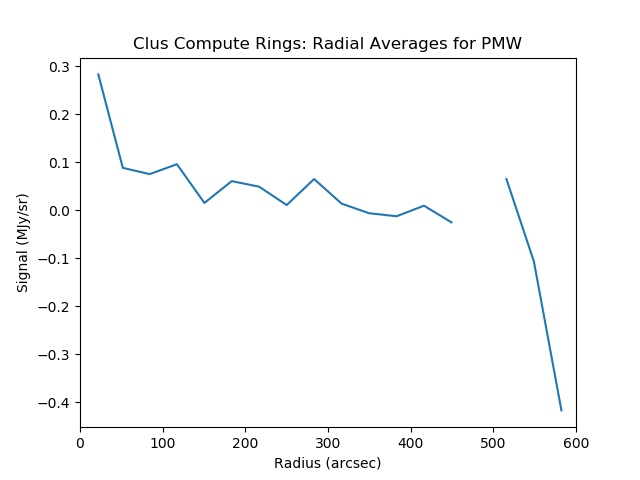 Clus Compute Rings: Radial Averages for PMW
0.3
0.2
0.1
0.0
−0.1
−0.2
−0.3
−0.4
Signal (MJy/sr)
0 100 200 300 400 500 600
Radius (arcsec)